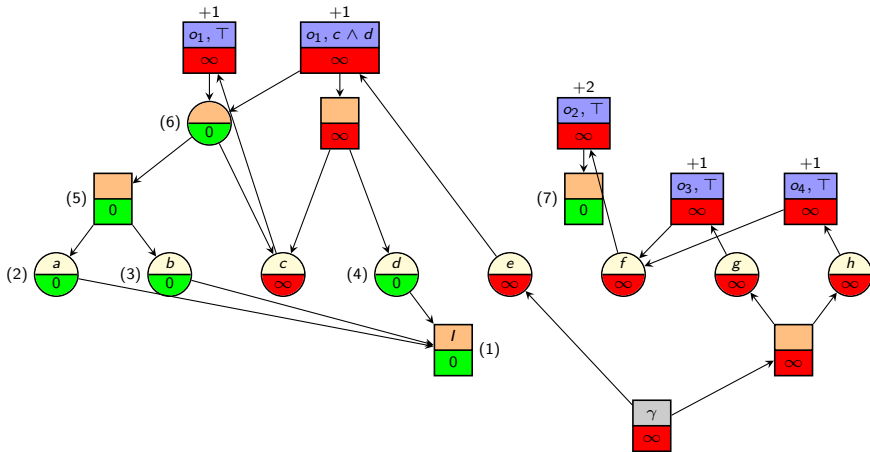 +1 +1
o₁, ⊤ o₁, c ∧ d
∞ ∞
+2
o₂, ⊤
∞
(6) 0 ∞
+1 +1
o₃, ⊤ o₄, ⊤
∞ ∞
(5) 0
(7) 0
(2) a (3) b c (4) d e f g h
0 0 ∞ 0 ∞ ∞ ∞ ∞
I (1)
0 ∞
γ
∞